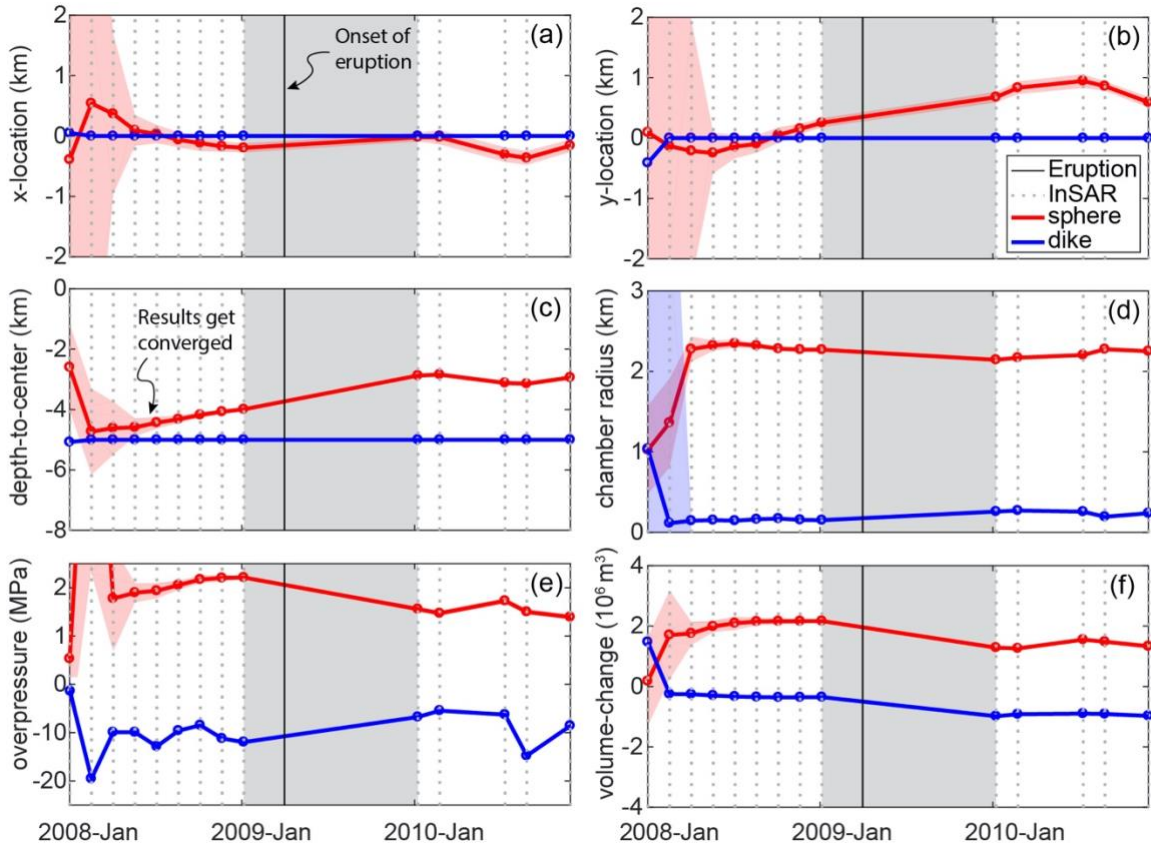 (a)
x-location (km)
2
1
0
-1
-2
Onset of
eruption
(b)
y-location (km)
2
1
0
-1
-2
Eruption
InSAR
sphere
dike
(c)
depth-to-center (km)
0
-2
-4
-6
-8
Results get
converged
(d)
chamber radius (km)
3
2
1
0
(e)
overpressure (MPa)
2
0
-10
-20
2008-Jan
2009-Jan
2010-Jan
(f)
volume-change (10⁶ m³)
4
2
0
-2
-4
2008-Jan
2009-Jan
2010-Jan